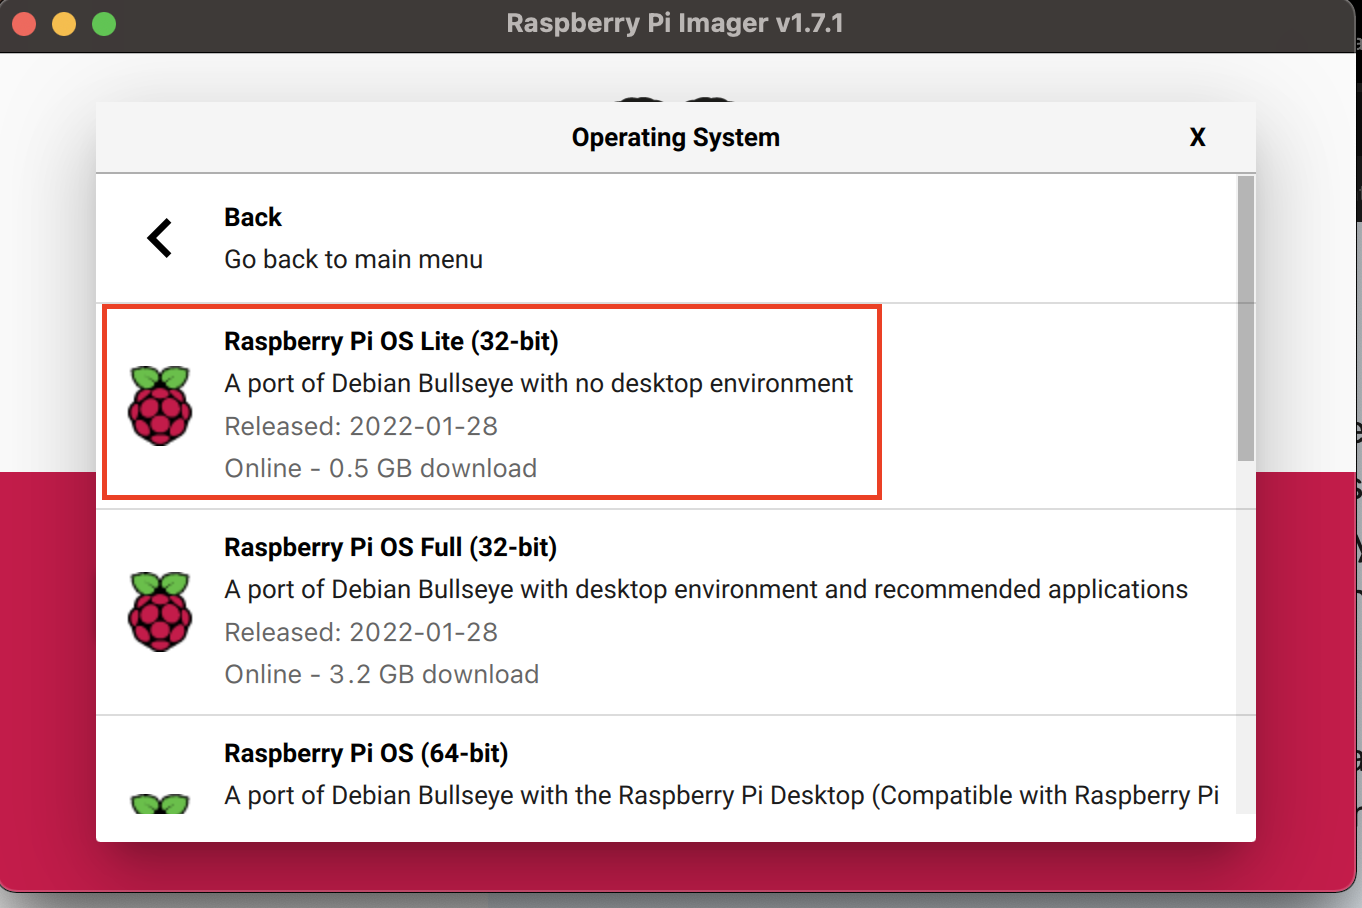 Raspberry Pi Imager v1.7.1
Operating System
X
Back
Go back to main menu
Raspberry Pi OS Lite (32-bit)
A port of Debian Bullseye with no desktop environment
Released: 2022-01-28
Online - 0.5 GB download
Raspberry Pi OS Full (32-bit)
A port of Debian Bullseye with desktop environment and recommended applications
Released: 2022-01-28
Online - 3.2 GB download
Raspberry Pi OS (64-bit)
A port of Debian Bullseye with the Raspberry Pi Desktop (Compatible with Raspberry Pi